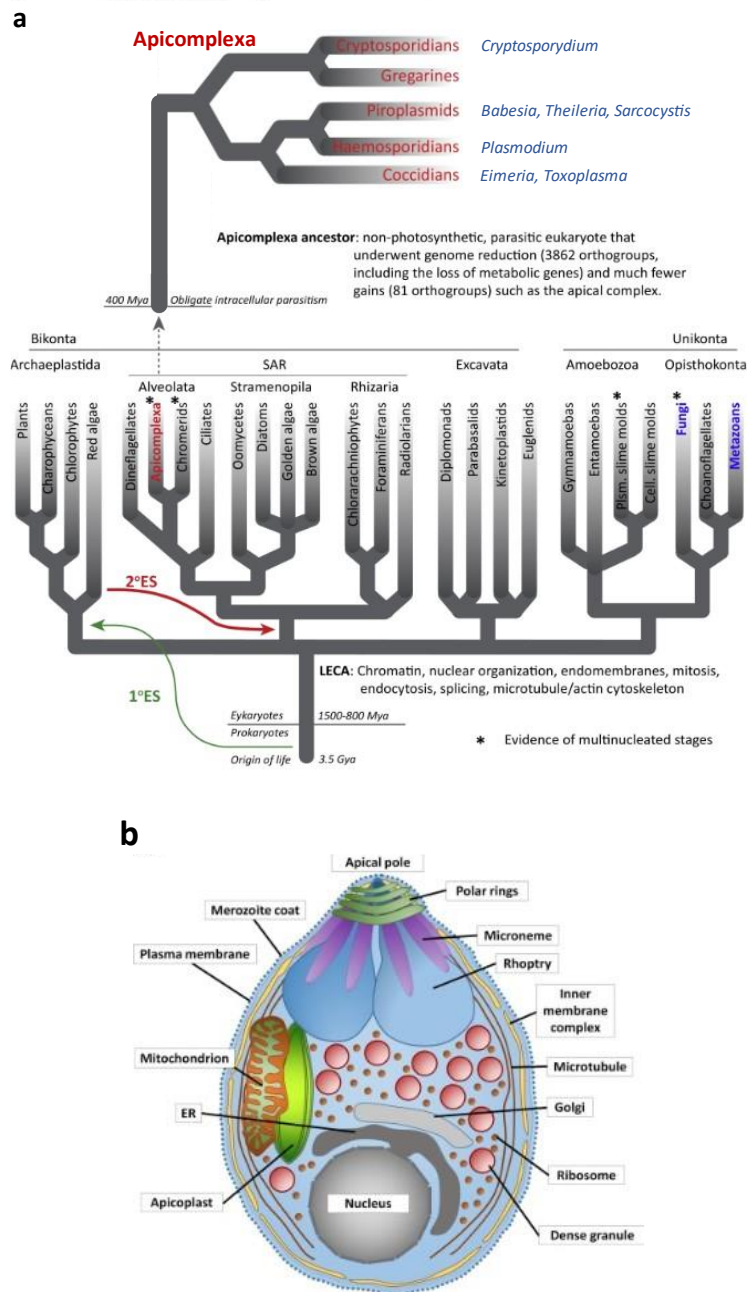 a
Apicomplexa
Cryptosporidians Cryptosporydium
Gregarines
Piroplasmids Babesia, Theileria, Sarcocystis
Haemosporidians Plasmodium
Coccidians Eimeria, Toxoplasma
Apicomplexa ancestor: non-photosynthetic, parasitic eukaryote that
underwent genome reduction (3862 orthogroups,
including the loss of metabolic genes) and much fewer
gains (81 orthogroups) such as the apical complex.
400 Mya Obligate intracellular parasitism
Bikonta Unikonta
Archaeplastida SAR Excavata Amoebozoa Opisthokonta
Alveolata Stramenopila Rhizaria
* * * *
Plants
Charophyceans
Chlorophytes
Red algae
Dineflagellates
Apicomplexa
Chromerids
Ciliates
Oomycetes
Diatoms
Golden algae
Brown algae
Chlorarachniophytes
Foraminiferans
Radiolarians
Diplomonads
Parabasalids
Kinetoplastids
Euglenids
Gymnamoebas
Entamoebas
Plsm. slime molds
Cell. slime molds
Fungi
Choanoflagellates
Metazoans
2°ES
1°ES
LECA: Chromatin, nuclear organization, endomembranes, mitosis,
endocytosis, splicing, microtubule/actin cytoskeleton
Eykaryotes 1500-800 Mya
Prokaryotes
Origin of life 3.5 Gya
* Evidence of multinucleated stages
b
Apical pole
Polar rings
Merozoite coat
Microneme
Plasma membrane
Rhoptry
Inner
membrane
complex
Mitochondrion
Microtubule
ER
Golgi
Ribosome
Apicoplast
Nucleus
Dense granule